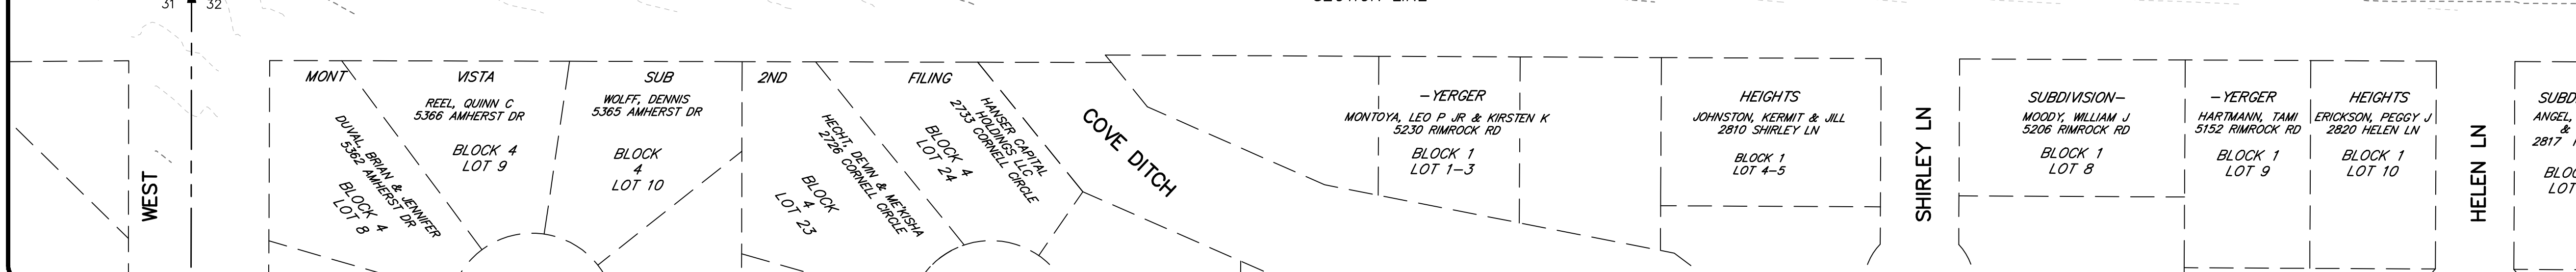 31 32
SECTION LINE
MONT VISTA SUB 2ND FILING
WEST
DUVAL, BRIAN & JENNIFER
5362 AMHERST DR
BLOCK 4
LOT 8
REEL, QUINN C
5366 AMHERST DR
BLOCK 4
LOT 9
WOLFF, DENNIS
5365 AMHERST DR
BLOCK
4
LOT 10
HECHT, DEVIN & ME'KISHA
2726 CORNELL CIRCLE
BLOCK
4
LOT 23
HANSER CAPITAL
HOLDINGS LLC
2733 CORNELL CIRCLE
BLOCK 4
LOT 24
COVE DITCH
-YERGER HEIGHTS SUBDIVISION-
MONTOYA, LEO P JR & KIRSTEN K
5230 RIMROCK RD
BLOCK 1
LOT 1-3
JOHNSTON, KERMIT & JILL
2810 SHIRLEY LN
BLOCK 1
LOT 4-5
SHIRLEY LN
MOODY, WILLIAM J
5206 RIMROCK RD
BLOCK 1
LOT 8
-YERGER HEIGHTS
HARTMANN, TAMI
5152 RIMROCK RD
BLOCK 1
LOT 9
ERICKSON, PEGGY J
2820 HELEN LN
BLOCK 1
LOT 10
HELEN LN
ANGEL,
&
2817
LOT